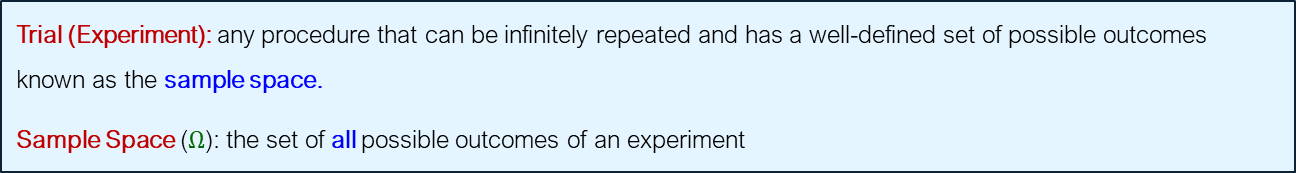 Trial (Experiment): any procedure that can be infinitely repeated and has a well-defined set of possible outcomes
known as the sample space.
Sample Space (Ω): the set of all possible outcomes of an experiment